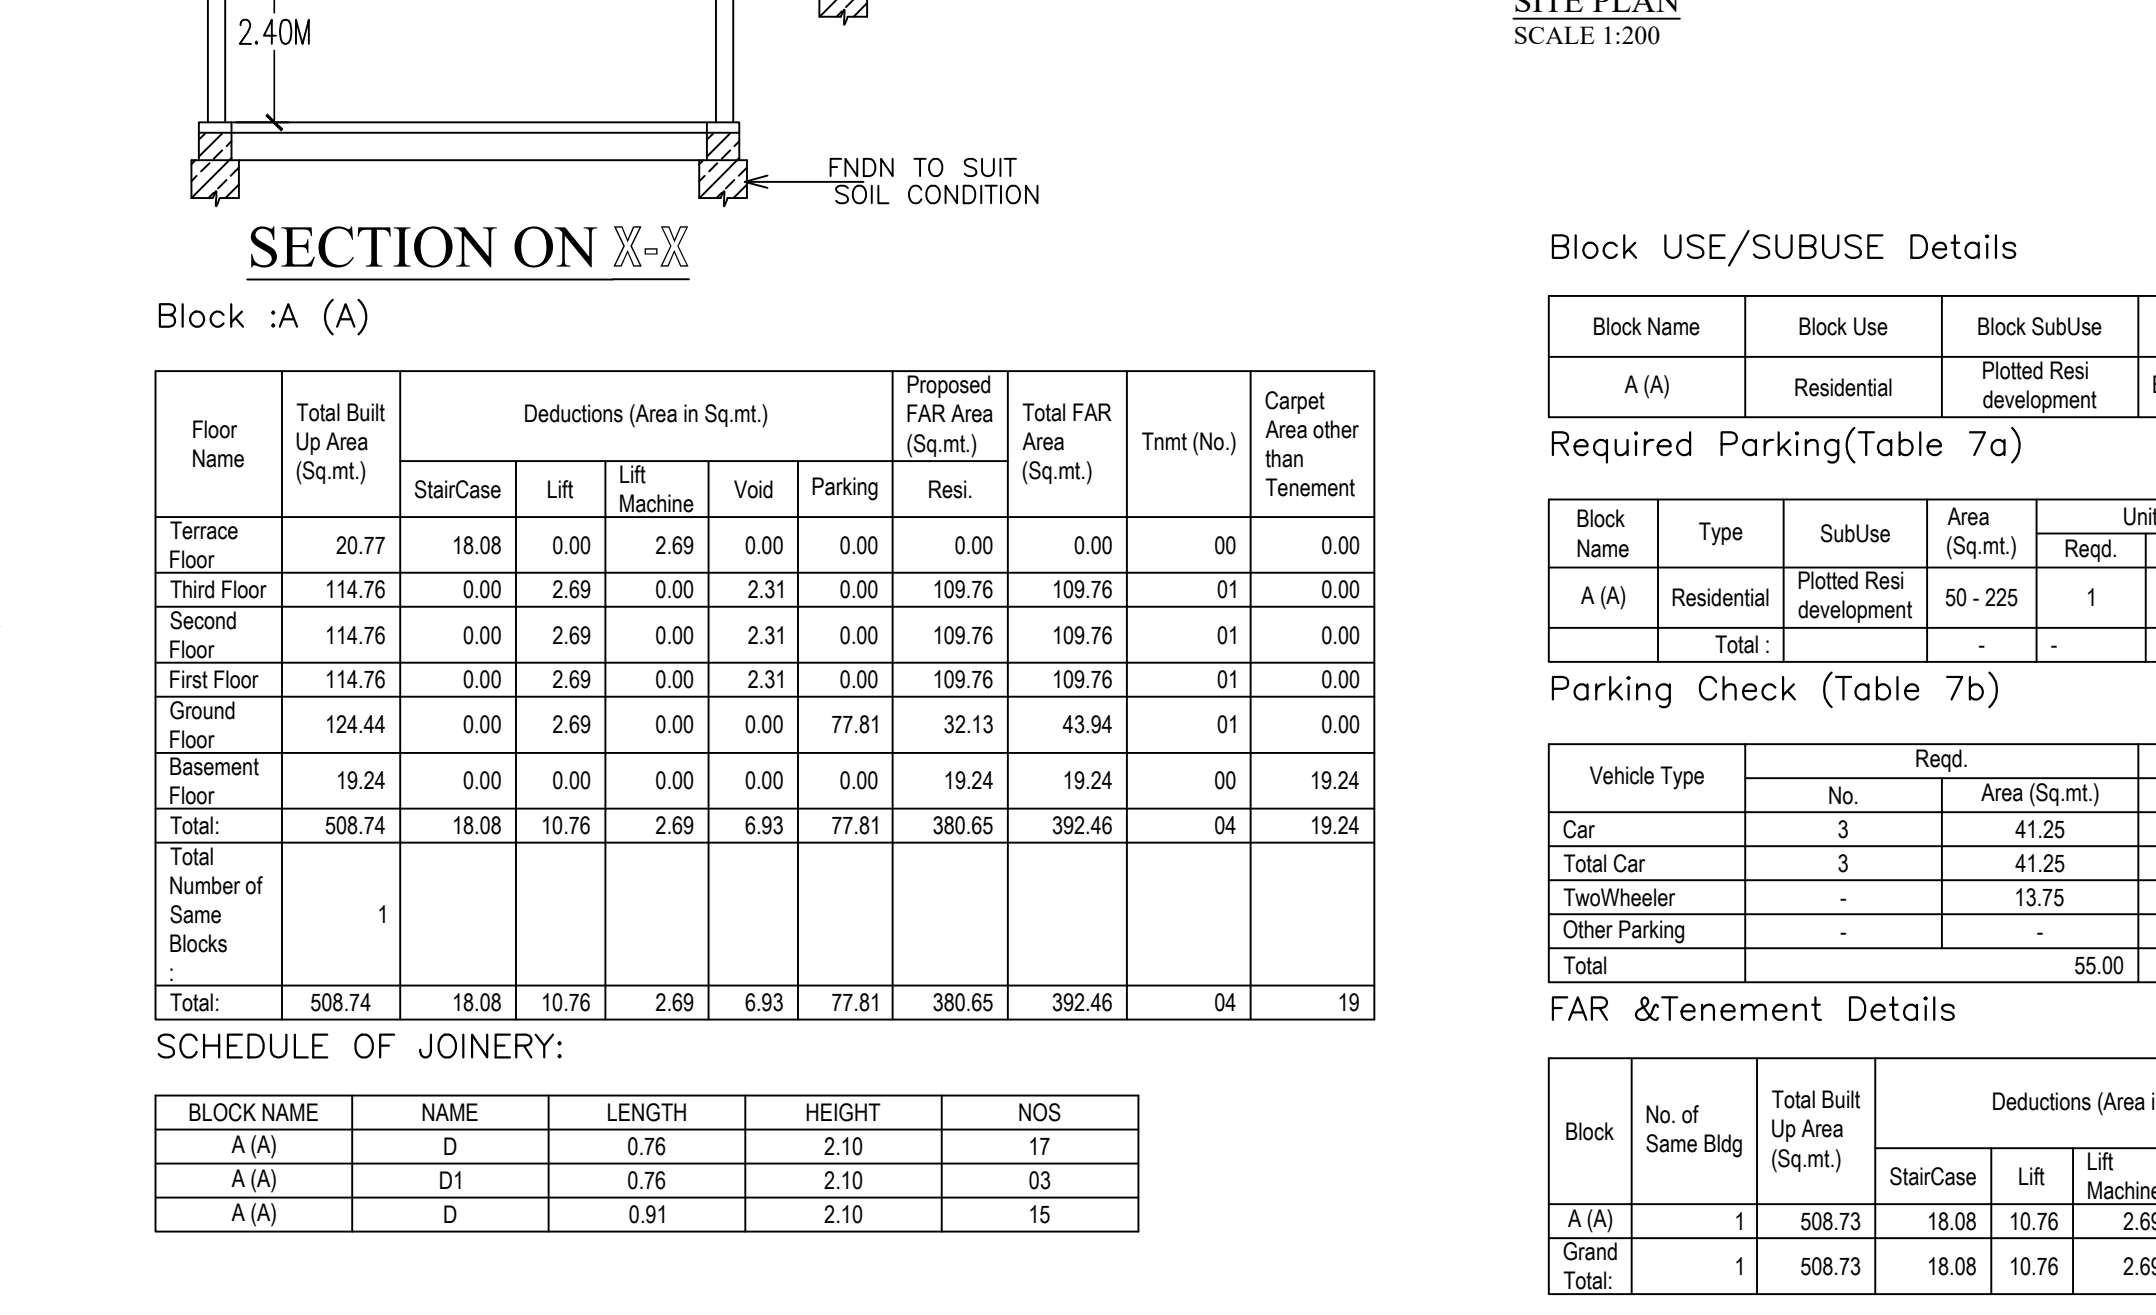 2.40M
SITE PLAN
SCALE 1:200
FNDN TO SUIT
SOIL CONDITION
SECTION ON X-X
Block :A (A)
Floor Name | Total Built Up Area (Sq.mt.) | Deductions (Area in Sq.mt.) | Proposed FAR Area (Sq.mt.) | Total FAR Area (Sq.mt.) | Tnmt (No.) | Carpet Area other than Tenement
StairCase | Lift | Lift Machine | Void | Parking | Resi.
Terrace Floor | 20.77 | 18.08 | 0.00 | 2.69 | 0.00 | 0.00 | 0.00 | 0.00 | 00 | 0.00
Third Floor | 114.76 | 0.00 | 2.69 | 0.00 | 2.31 | 0.00 | 109.76 | 109.76 | 01 | 0.00
Second Floor | 114.76 | 0.00 | 2.69 | 0.00 | 2.31 | 0.00 | 109.76 | 109.76 | 01 | 0.00
First Floor | 114.76 | 0.00 | 2.69 | 0.00 | 2.31 | 0.00 | 109.76 | 109.76 | 01 | 0.00
Ground Floor | 124.44 | 0.00 | 2.69 | 0.00 | 0.00 | 77.81 | 32.13 | 43.94 | 01 | 0.00
Basement Floor | 19.24 | 0.00 | 0.00 | 0.00 | 0.00 | 0.00 | 19.24 | 19.24 | 00 | 19.24
Total: | 508.74 | 18.08 | 10.76 | 2.69 | 6.93 | 77.81 | 380.65 | 392.46 | 04 | 19.24
Total Number of Same Blocks : | 1
Total: | 508.74 | 18.08 | 10.76 | 2.69 | 6.93 | 77.81 | 380.65 | 392.46 | 04 | 19
SCHEDULE OF JOINERY:
BLOCK NAME | NAME | LENGTH | HEIGHT | NOS
A (A) | D | 0.76 | 2.10 | 17
A (A) | D1 | 0.76 | 2.10 | 03
A (A) | D | 0.91 | 2.10 | 15
Block USE/SUBUSE Details
Block Name | Block Use | Block SubUse
A (A) | Residential | Plotted Resi development
Required Parking(Table 7a)
Block Name | Type | SubUse | Area (Sq.mt.) | Unit
Reqd.
A (A) | Residential | Plotted Resi development | 50 - 225 | 1
Total : | - | -
Parking Check (Table 7b)
Vehicle Type | Reqd.
No. | Area (Sq.mt.)
Car | 3 | 41.25
Total Car | 3 | 41.25
TwoWheeler | - | 13.75
Other Parking | - | -
Total | 55.00
FAR &Tenement Details
Block | No. of Same Bldg | Total Built Up Area (Sq.mt.) | Deductions (Area i
StairCase | Lift | Lift Machine
A (A) | 1 | 508.73 | 18.08 | 10.76 | 2.69
Grand Total: | 1 | 508.73 | 18.08 | 10.76 | 2.69